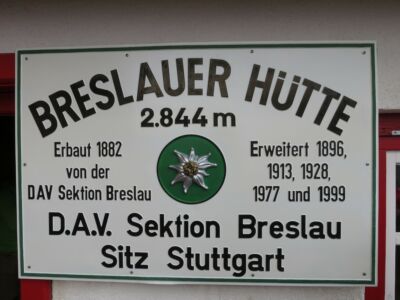 BRESLAUER HÜTTE
2.844 m
Erbaut 1882
von der
DAV Sektion Breslau
Erweitert 1896,
1913, 1928,
1977 und 1999
D.A.V. Sektion Breslau
Sitz Stuttgart